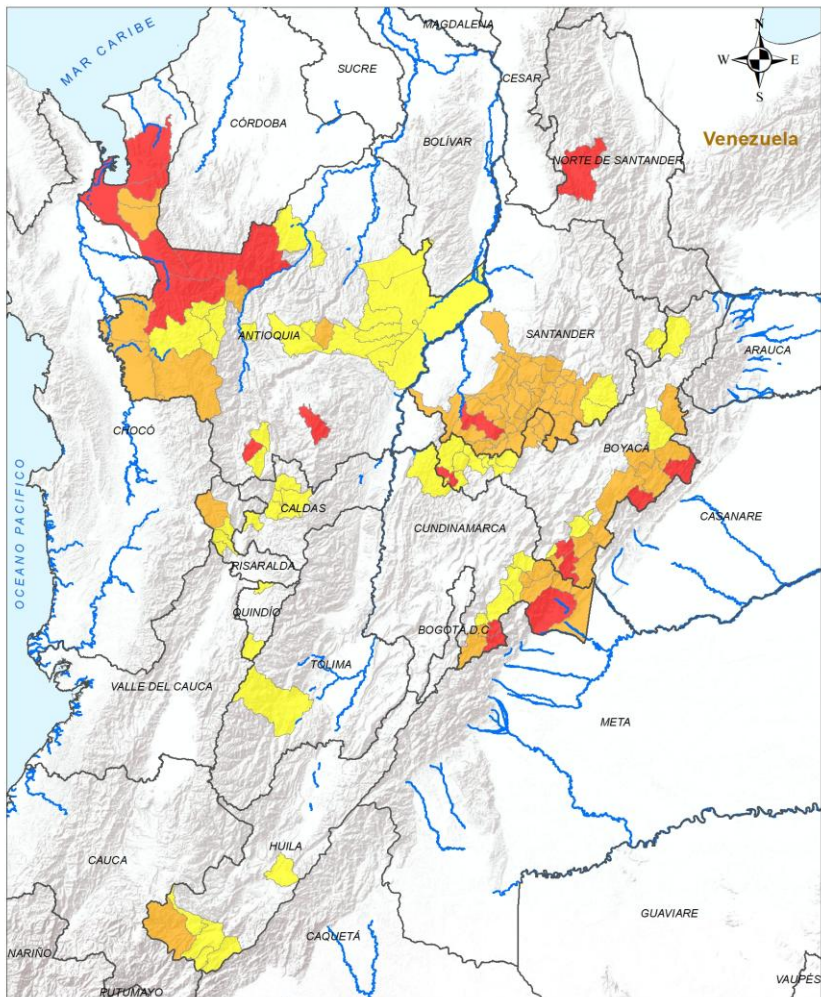 MAGDALENA
N
MAR CARIBE
SUCRE
CESAR
W
E
S
CÓRDOBA
BOLÍVAR
Venezuela
NORTE DE SANTANDER
ANTIOQUIA
SANTANDER
ARAUCA
CHOCÓ
BOYACÁ
CALDAS
CUNDINAMARCA
CASANARE
OCEANO PACIFICO
RISARALDA
QUINDÍO
BOGOTÁ D.C
TOLIMA
VALLE DEL CAUCA
META
HUILA
CAUCA
GUAVIARE
CAQUETÁ
NARIÑO
VAUPÉS
PUTUMAYO